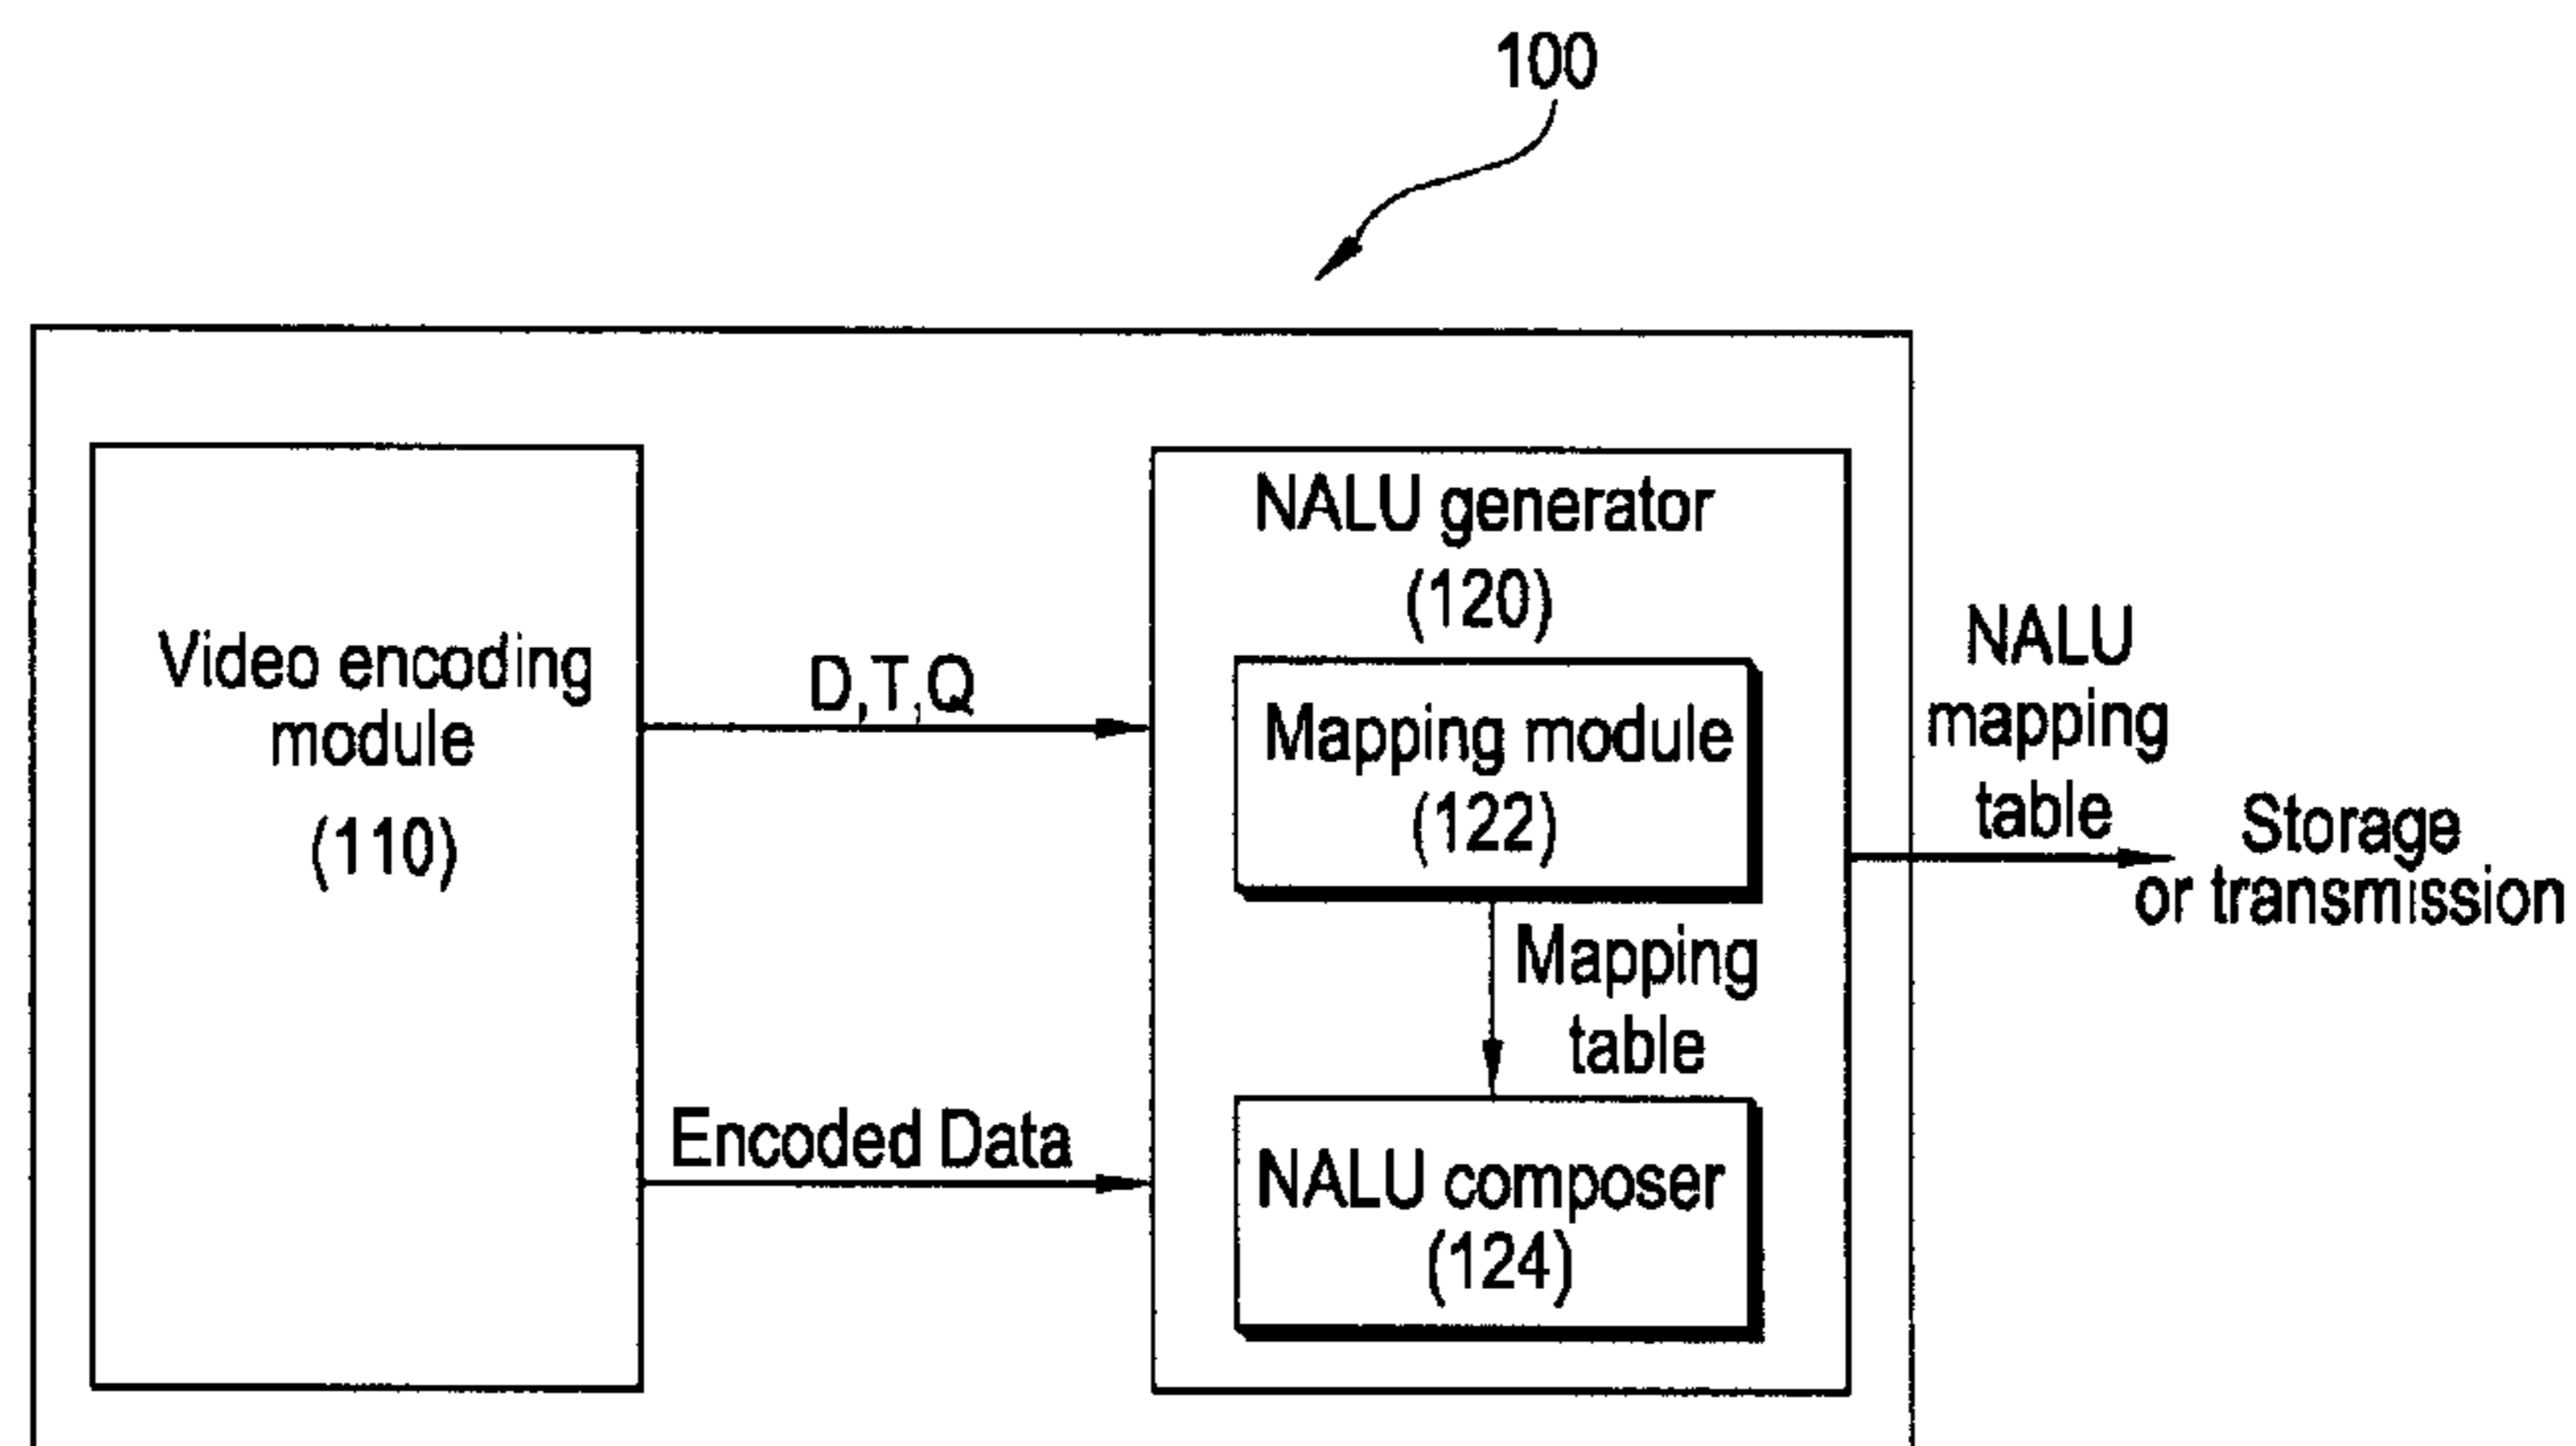 100
Video encoding
module
(110)
D,T,Q
Encoded Data
NALU generator
(120)
Mapping module
(122)
Mapping
table
NALU composer
(124)
NALU
mapping
table
Storage
or transmission